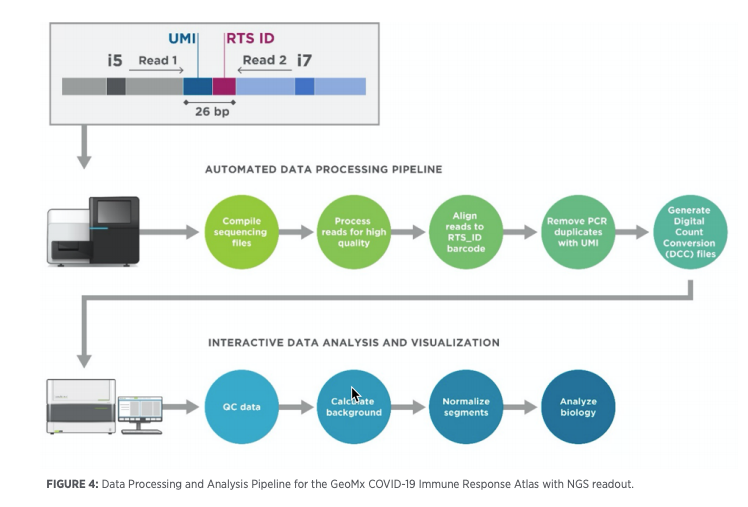 UMI RTS ID
i5 Read 1 Read 2 i7
26 bp
AUTOMATED DATA PROCESSING PIPELINE
Compile
sequencing
files
Process
reads for high
quality
Align
reads to
RTS_ID
barcode
Remove PCR
duplicates
with UMI
Generate
Digital
Count
Conversion
(DCC) files
INTERACTIVE DATA ANALYSIS AND VISUALIZATION
QC data
Calculate
background
Normalize
segments
Analyze
biology
FIGURE 4: Data Processing and Analysis Pipeline for the GeoMx COVID-19 Immune Response Atlas with NGS readout.